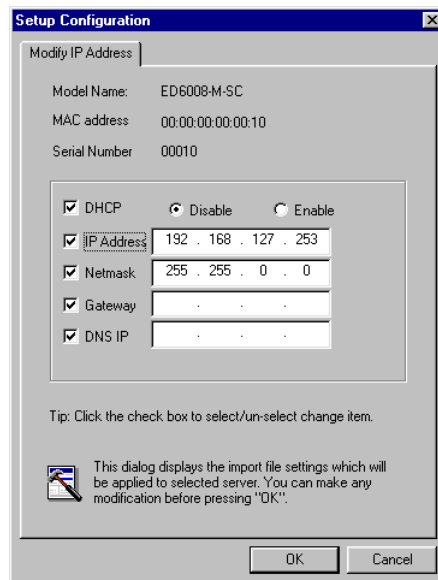 Setup Configuration
Modify IP Address
Model Name: ED6008-M-SC
MAC address 00:00:00:00:00:10
Serial Number 00010
DHCP Disable Enable
IP Address 192 . 168 . 127 . 253
Netmask 255 . 255 . 0 . 0
Gateway . . .
DNS IP . . .
Tip: Click the check box to select/un-select change item.
This dialog displays the import file settings which will
be applied to selected server. You can make any
modification before pressing "OK".
OK Cancel